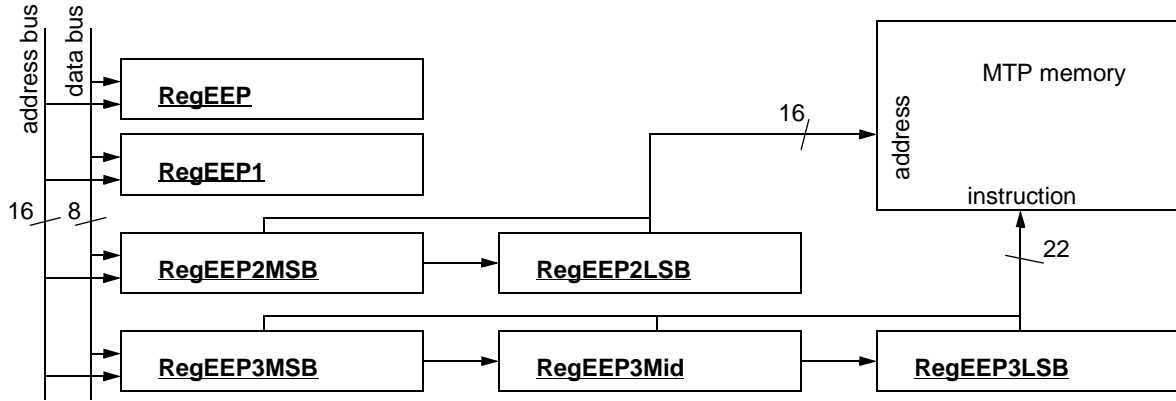 address bus
data bus
RegEEP
MTP memory
16
address
RegEEP1
instruction
16
8
RegEEP2MSB
RegEEP2LSB
22
RegEEP3MSB
RegEEP3Mid
RegEEP3LSB